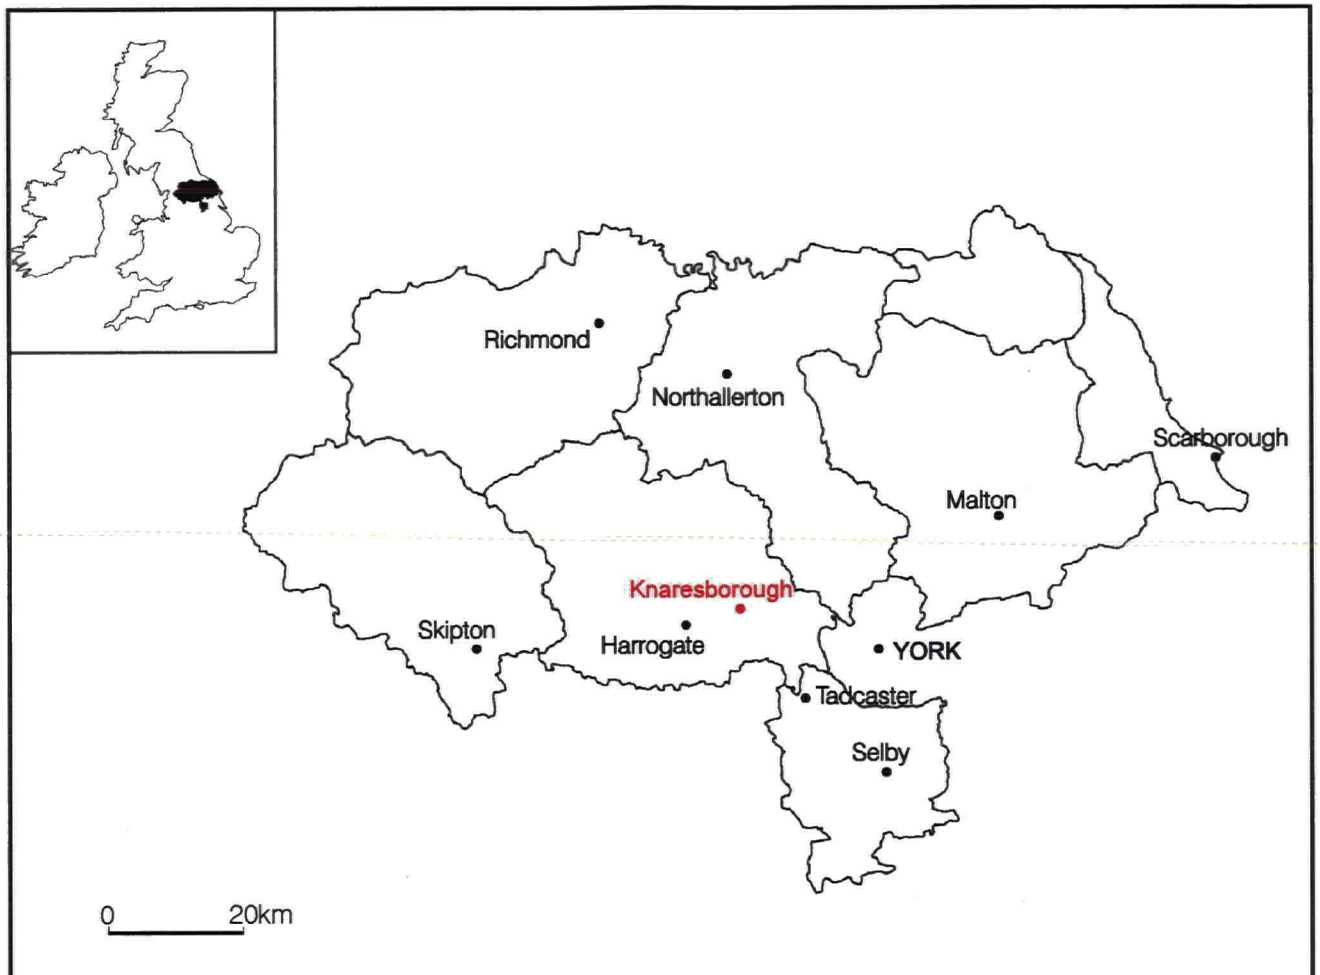 Richmond
Northallerton
Scarborough
Malton
Knaresborough
Skipton
Harrogate
YORK
Tadcaster
Selby
0 20km